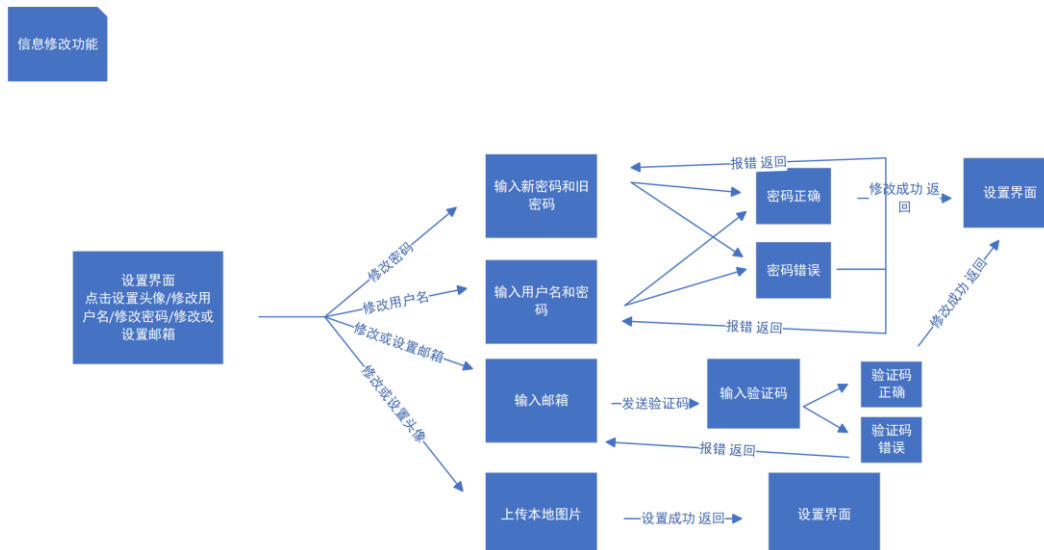 信息修改功能
设置界面
点击设置头像/修改用
户名/修改密码/修改或
设置邮箱
修改密码
修改用户名
修改或设置邮箱
修改或设置头像
输入新密码和旧
密码
输入用户名和密
码
输入邮箱
上传本地图片
报错 返回
密码正确
密码错误
报错 返回
修改成功 返
回
设置界面
发送验证码
输入验证码
验证码
正确
验证码
错误
修改成功 返回
报错 返回
设置成功 返回
设置界面